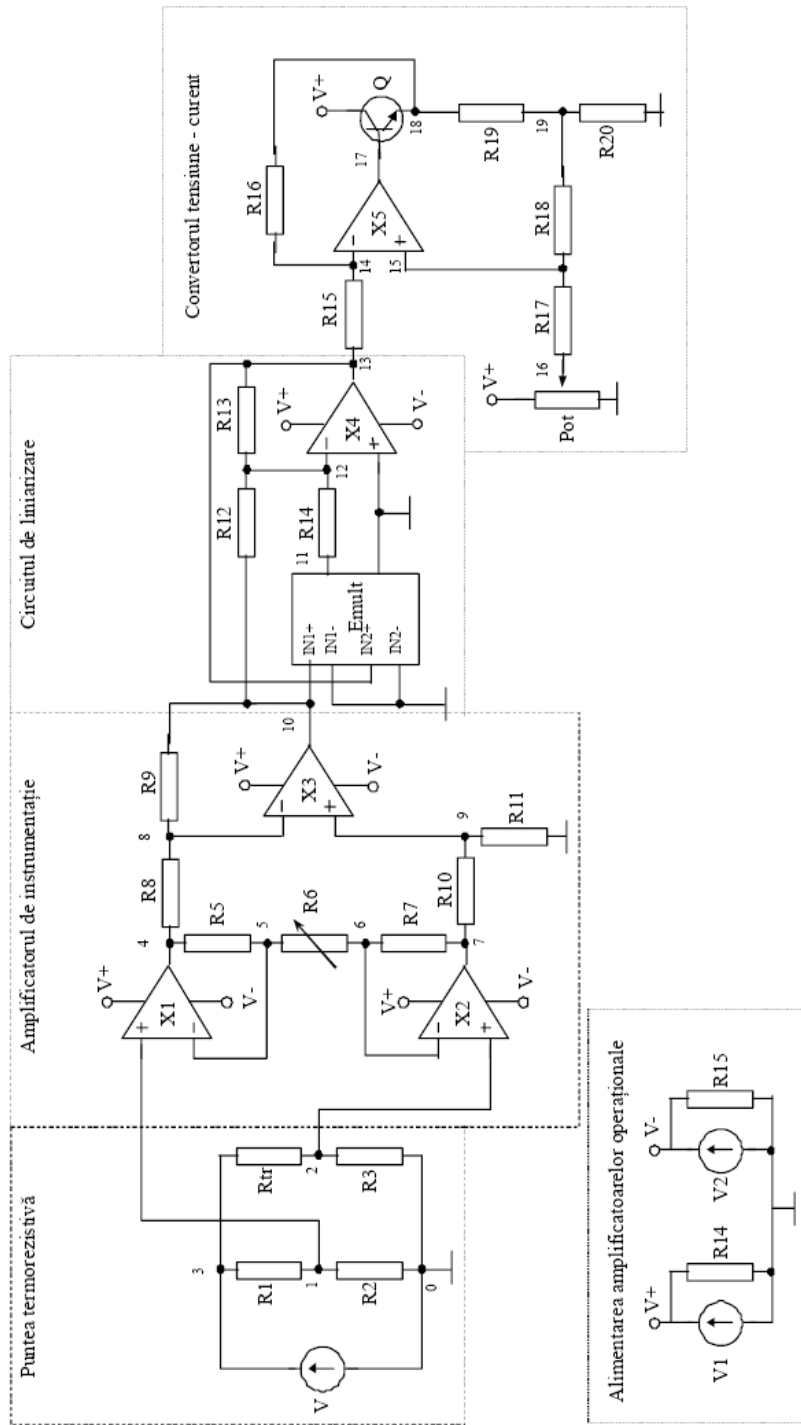 Puntea termorezistivă
V
3
R1
1
R2
0
Rtr
2
R3
Amplificatorul de instrumentație
V+
+
X1
-
V-
4
R5
5
R6
6
R7
7
V+
-
X2
+
V-
R8
8
R9
R10
9
R11
V+
-
X3
+
V-
10
Circuitul de liniarizare
R12
R13
IN1+
IN1-
IN2+
IN2-
Emult
11
R14
12
V+
-
X4
+
V-
13
Convertorul tensiune - curent
R15
14
R16
-
X5
+
15
17
V+
Q
18
R19
19
R20
R18
R17
16
V+
Pot
Alimentarea amplificatoarelor operaționale
V+
V1
R14
V-
V2
R15